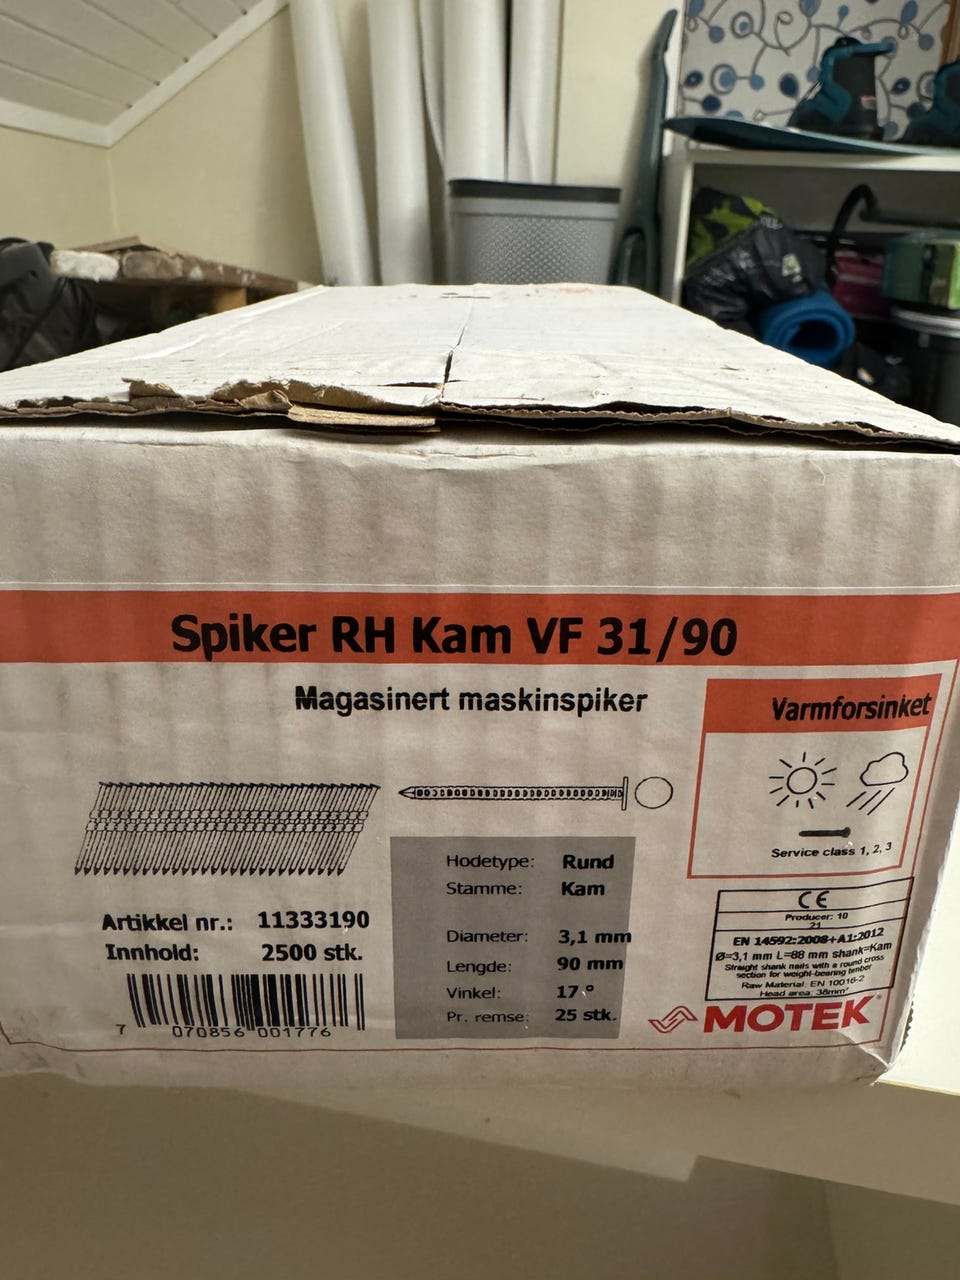 Spiker RH Kam VF 31/90
Magasinert maskinspiker
Varmforsinket
Service class 1, 2, 3
Hodetype: Rund
Stamme: Kam
Diameter: 3,1 mm
Lengde: 90 mm
Vinkel: 17 °
Pr. remse: 25 stk.
Artikkel nr.: 11333190
Innhold: 2500 stk.
7 070856 001776
CE
Producer: 10
21
EN 14592:2008+A1:2012
Ø=3,1 mm L=88 mm shank=Kam
Straight shank nails with a round cross
section for weight-bearing timber
Raw Material: EN 10016-2
Head area: 38mm²
MOTEK®